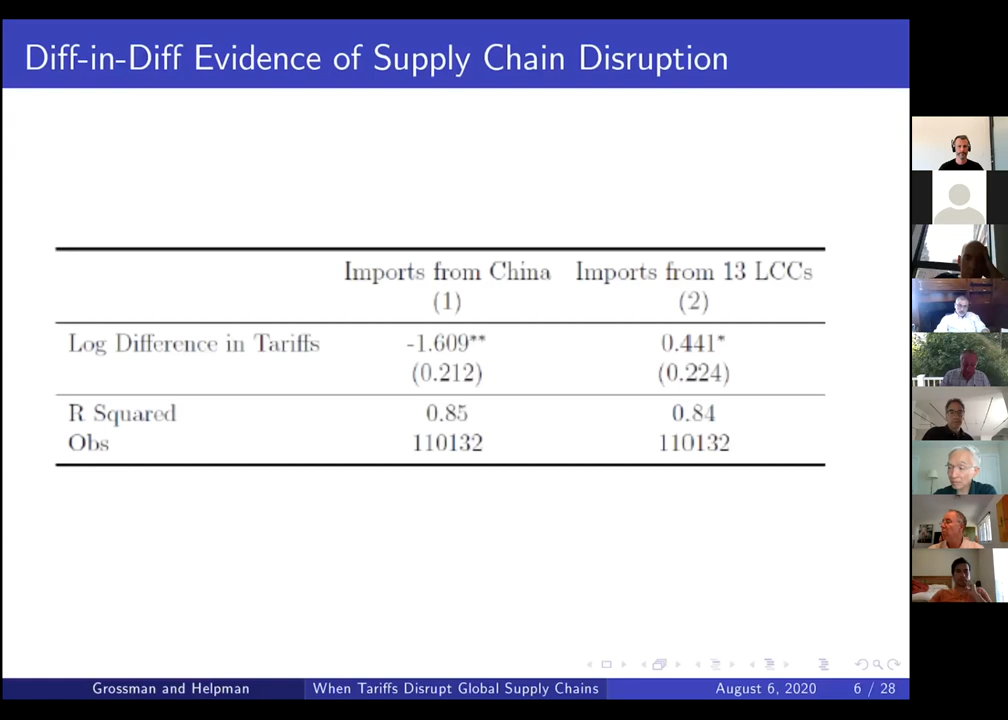 Diff-in-Diff Evidence of Supply Chain Disruption
Imports from China Imports from 13 LCCs
(1) (2)
Log Difference in Tariffs -1.609** 0.441*
(0.212) (0.224)
R Squared 0.85 0.84
Obs 110132 110132
Grossman and Helpman When Tariffs Disrupt Global Supply Chains August 6, 2020 6 / 28